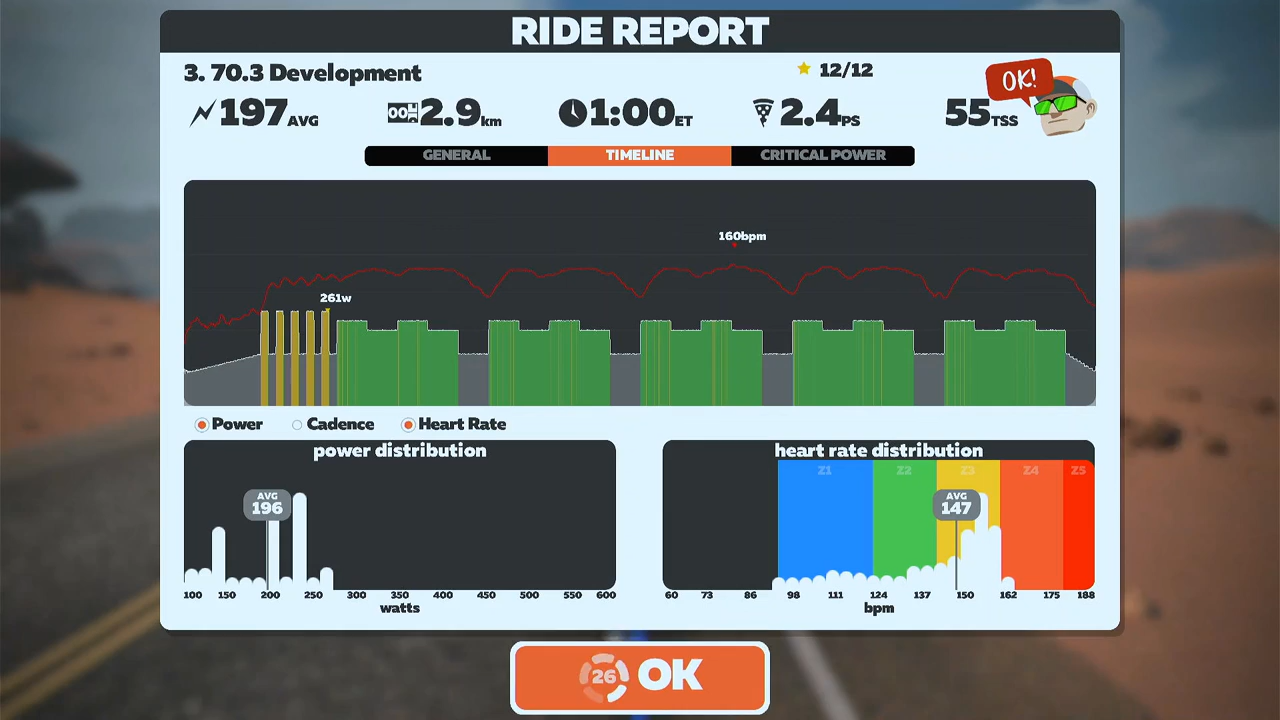 RIDE REPORT
3. 70.3 Development
12/12
OK!
197AVG
2.9km
1:00ET
2.4PS
55TSS
GENERAL
TIMELINE
CRITICAL POWER
160bpm
261w
Power
Cadence
Heart Rate
power distribution
AVG
196
100 150 200 250 300 350 400 450 500 550 600
watts
heart rate distribution
Z1 Z2 Z3 Z4 Z5
AVG
147
60 73 86 98 111 124 137 150 162 175 188
bpm
26 OK